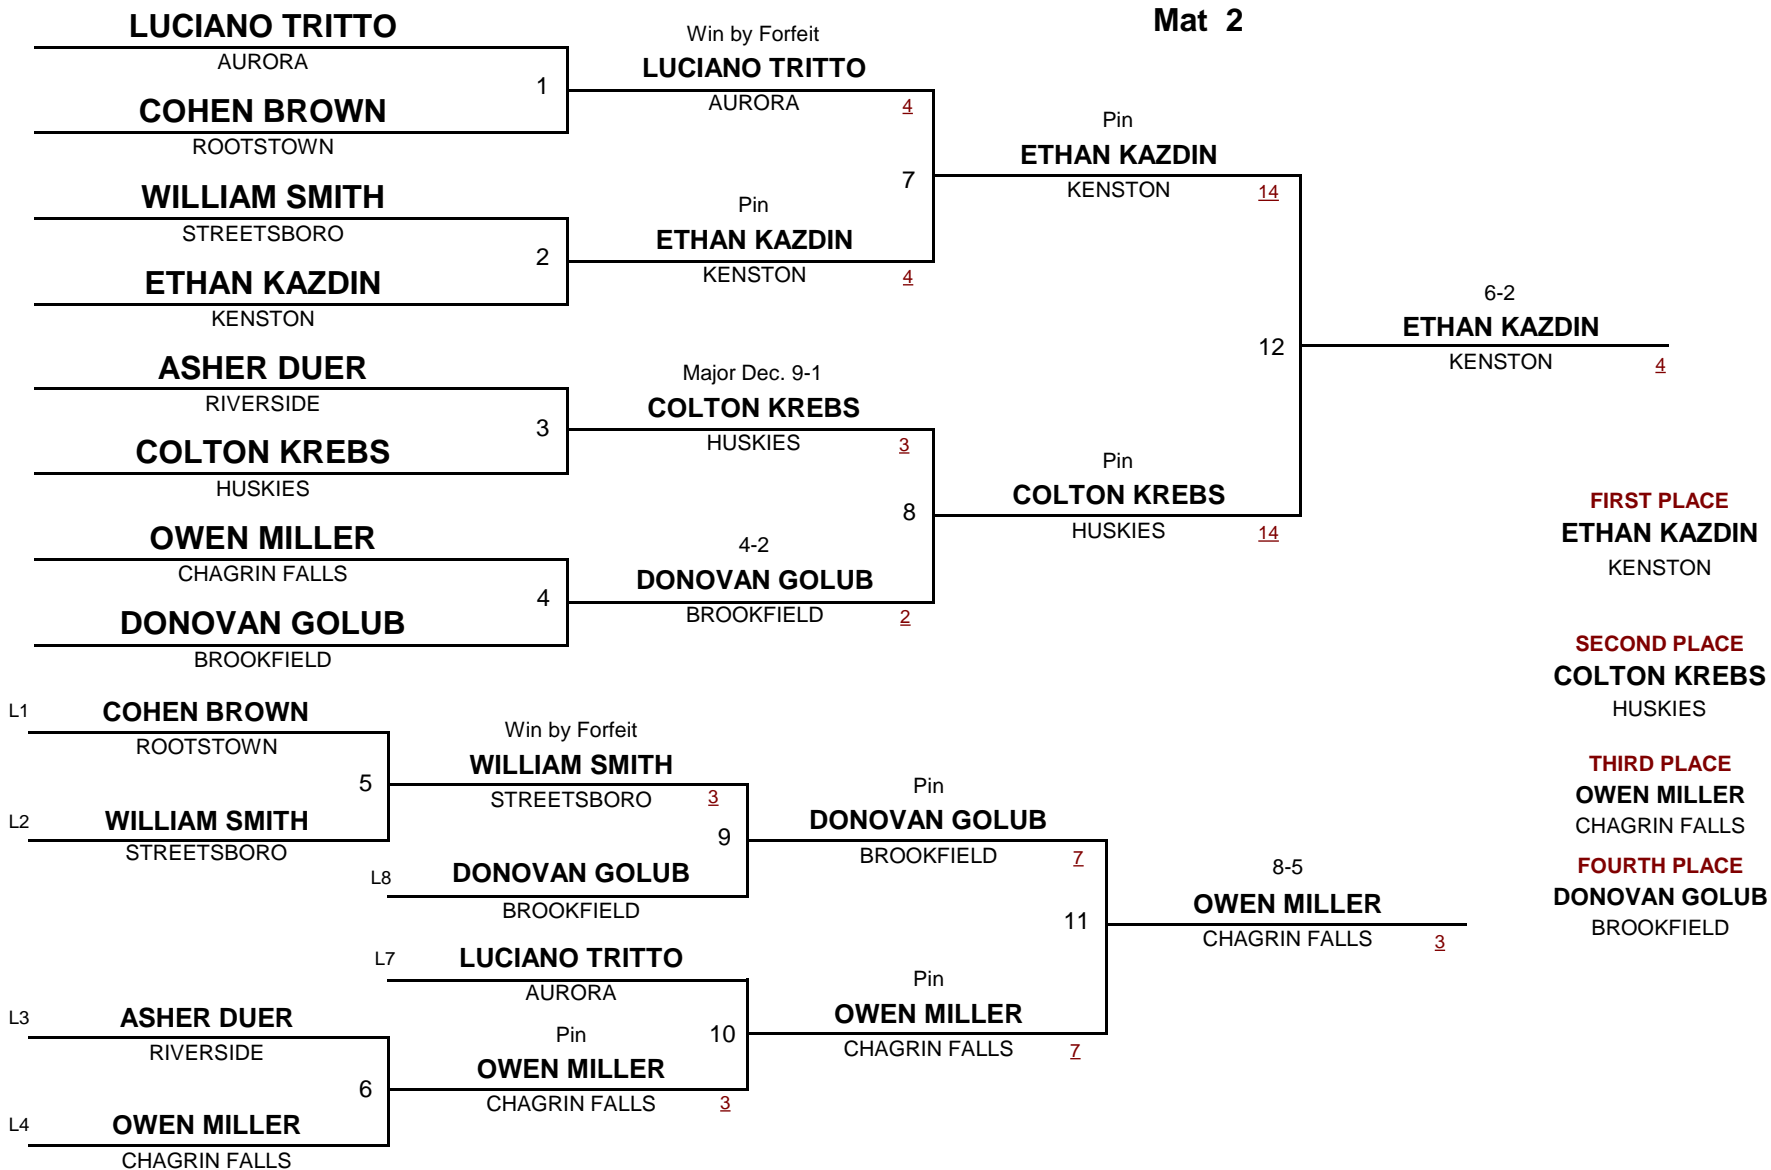 Mat 2
LUCIANO TRITTO
AURORA
1
COHEN BROWN
ROOTSTOWN
WILLIAM SMITH
STREETSBORO
2
ETHAN KAZDIN
KENSTON
ASHER DUER
RIVERSIDE
3
COLTON KREBS
HUSKIES
OWEN MILLER
CHAGRIN FALLS
4
DONOVAN GOLUB
BROOKFIELD
Win by Forfeit
LUCIANO TRITTO
AURORA 4
7
Pin
ETHAN KAZDIN
KENSTON 4
Major Dec. 9-1
COLTON KREBS
HUSKIES 3
8
4-2
DONOVAN GOLUB
BROOKFIELD 2
Pin
ETHAN KAZDIN
KENSTON 14
12
Pin
COLTON KREBS
HUSKIES 14
6-2
ETHAN KAZDIN
KENSTON 4
FIRST PLACE
ETHAN KAZDIN
KENSTON
SECOND PLACE
COLTON KREBS
HUSKIES
THIRD PLACE
OWEN MILLER
CHAGRIN FALLS
FOURTH PLACE
DONOVAN GOLUB
BROOKFIELD
L1 COHEN BROWN
ROOTSTOWN
5
L2 WILLIAM SMITH
STREETSBORO
L3 ASHER DUER
RIVERSIDE
6
L4 OWEN MILLER
CHAGRIN FALLS
Win by Forfeit
WILLIAM SMITH
STREETSBORO 3
9
L8 DONOVAN GOLUB
BROOKFIELD
L7 LUCIANO TRITTO
AURORA
10
Pin
OWEN MILLER
CHAGRIN FALLS 3
Pin
DONOVAN GOLUB
BROOKFIELD 7
11
Pin
OWEN MILLER
CHAGRIN FALLS 7
8-5
OWEN MILLER
CHAGRIN FALLS 3